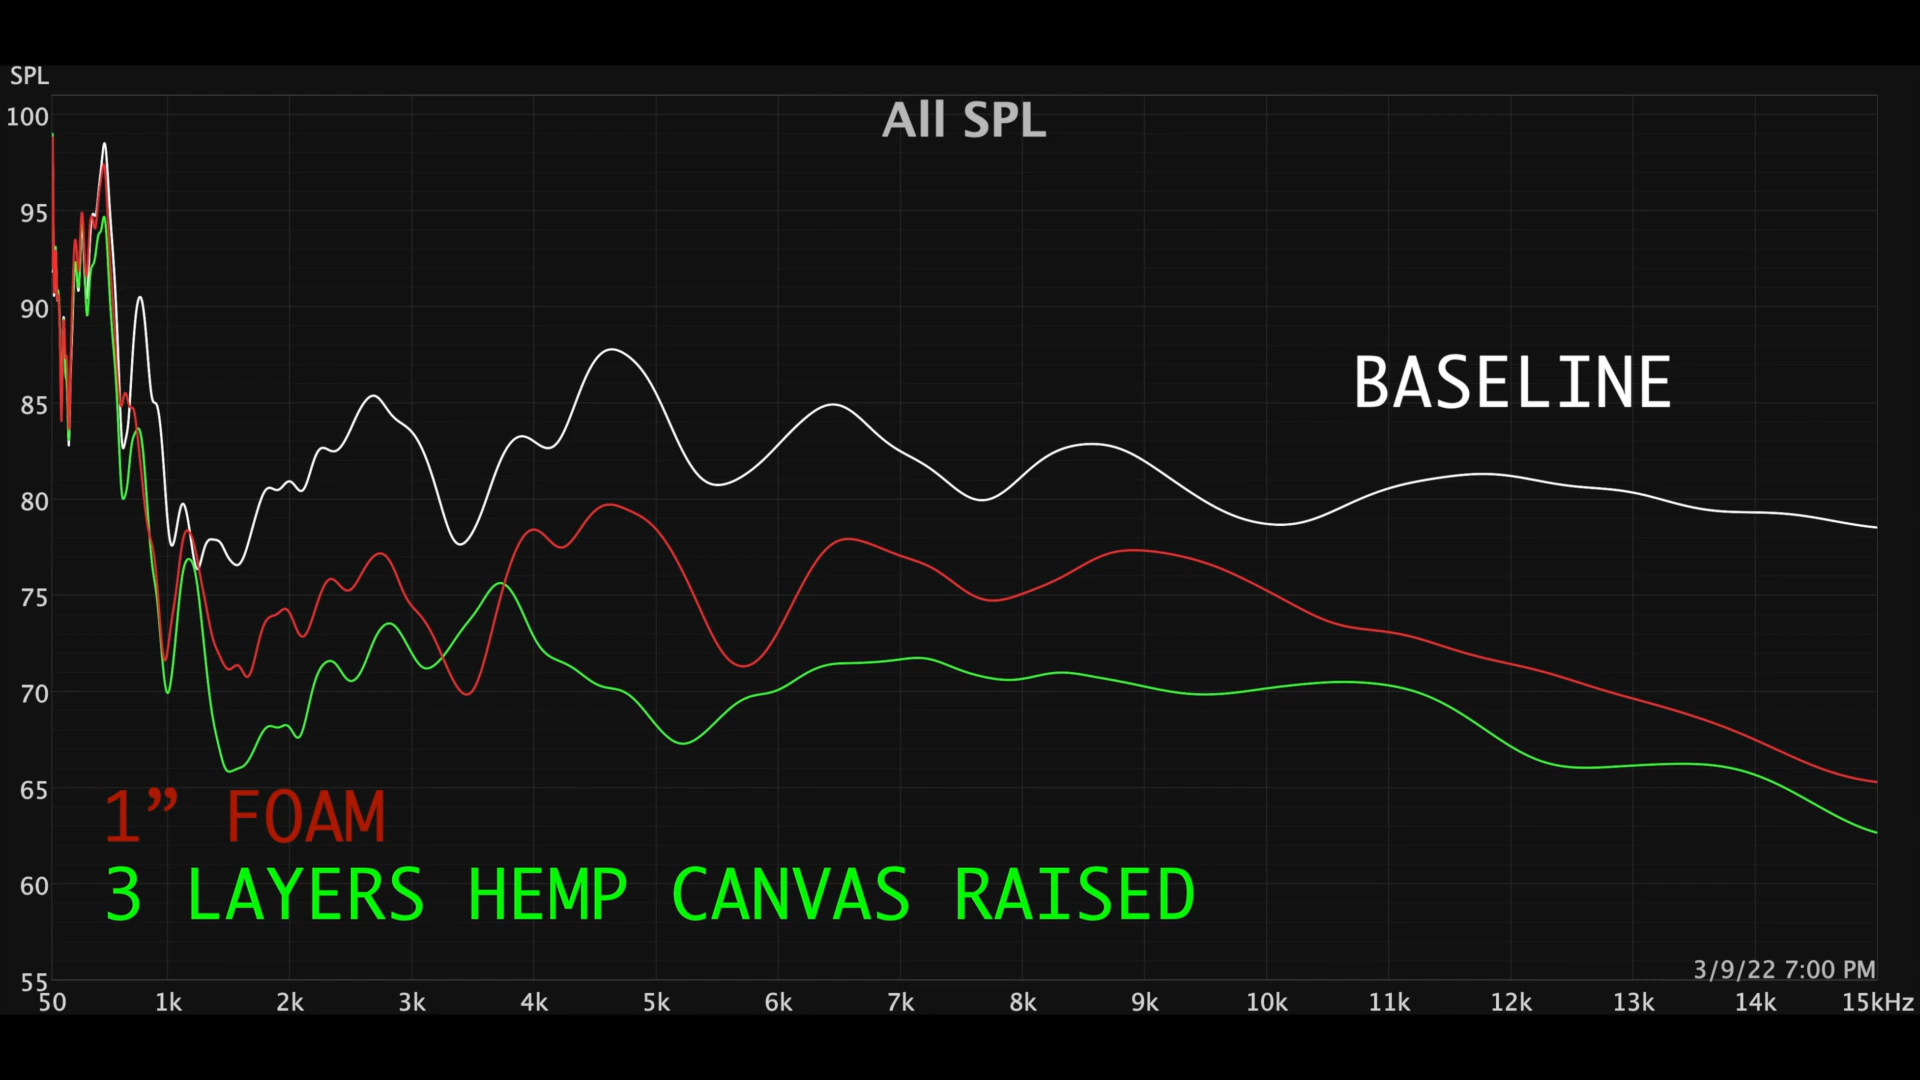 SPL
All SPL
100
95
90
85
80
75
70
65
60
55
BASELINE
1” FOAM
3 LAYERS HEMP CANVAS RAISED
3/9/22 7:00 PM
50 1k 2k 3k 4k 5k 6k 7k 8k 9k 10k 11k 12k 13k 14k 15kHz